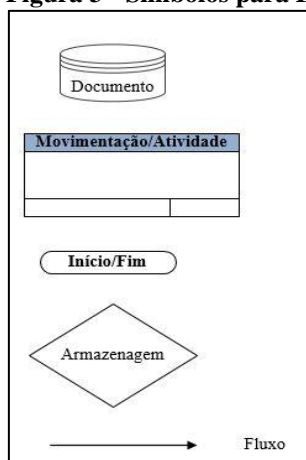 Figura 3 - Símbolos para
Documento
Movimentação/Atividade
Início/Fim
Armazenagem
Fluxo